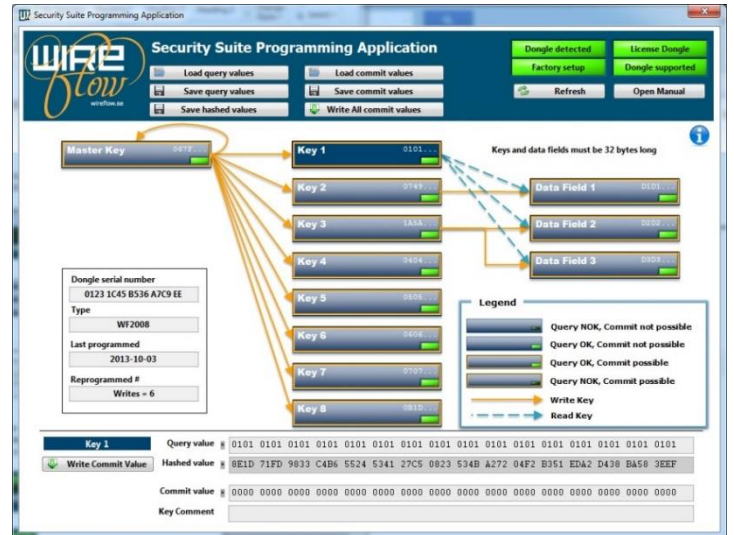 Security Suite Programming Application
WIRE
flow
wireflow.se
Security Suite Programming Application
Load query values
Load commit values
Save query values
Save commit values
Save hashed values
Write All commit values
Dongle detected
License Dongle
Factory setup
Dongle supported
Refresh
Open Manual
Master Key
Key 1 0101...
Keys and data fields must be 32 bytes long
Key 2 0749...
Data Field 1 D1D1...
Key 3 1A5A...
Data Field 2 D2D2...
Key 4 0404...
Data Field 3 D3D3...
Key 5 0505...
Key 6 0606...
Key 7 0707...
Key 8
Dongle serial number
0123 1C45 B536 A7C9 EE
Type
WF2008
Last programmed
2013-10-03
Reprogrammed #
Writes = 6
Legend
Query NOK, Commit not possible
Query OK, Commit not possible
Query OK, Commit possible
Query NOK, Commit possible
Write Key
Read Key
Key 1
Query value 0101 0101 0101 0101 0101 0101 0101 0101 0101 0101 0101 0101 0101 0101 0101 0101
Write Commit Value
Hashed value 8E1D 71FD 9833 C4B6 5524 5341 27C5 0823 534B A272 04F2 B351 EDA2 D438 BA58 3EEF
Commit value 0000 0000 0000 0000 0000 0000 0000 0000 0000 0000 0000 0000 0000 0000 0000 0000
Key Comment